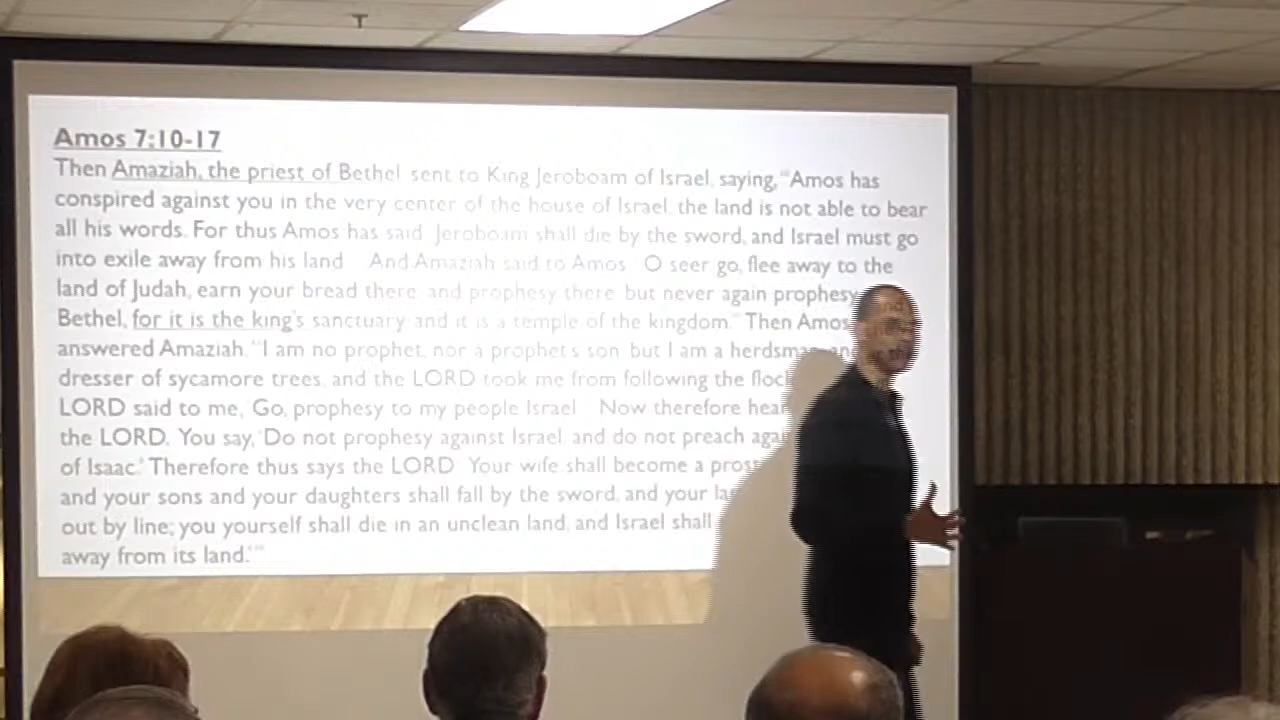 Amos 7:10-17
Then Amaziah, the priest of Bethel sent to King Jeroboam of Israel, saying, "Amos has
conspired against you in the very center of the house of Israel; the land is not able to bear
all his words. For thus Amos has said Jeroboam shall die by the sword, and Israel must go
into exile away from his land And Amaziah said to Amos O seer go, flee away to the
land of Judah, earn your bread there and prophesy there but never again prophesy
Bethel, for it is the king's sanctuary and it is a temple of the kingdom." Then Amos
answered Amaziah. "I am no prophet, nor a prophet's son but I am a herdsman
dresser of sycamore trees, and the LORD took me from following the flock
LORD said to me, 'Go, prophesy to my people Israel Now therefore hear
the LORD. You say, 'Do not prophesy against Israel and do not preach aga
of Isaac.' Therefore thus says the LORD Your wife shall become a pros
and your sons and your daughters shall fall by the sword, and your la
out by line; you yourself shall die in an unclean land, and Israel shall
away from its land.'"